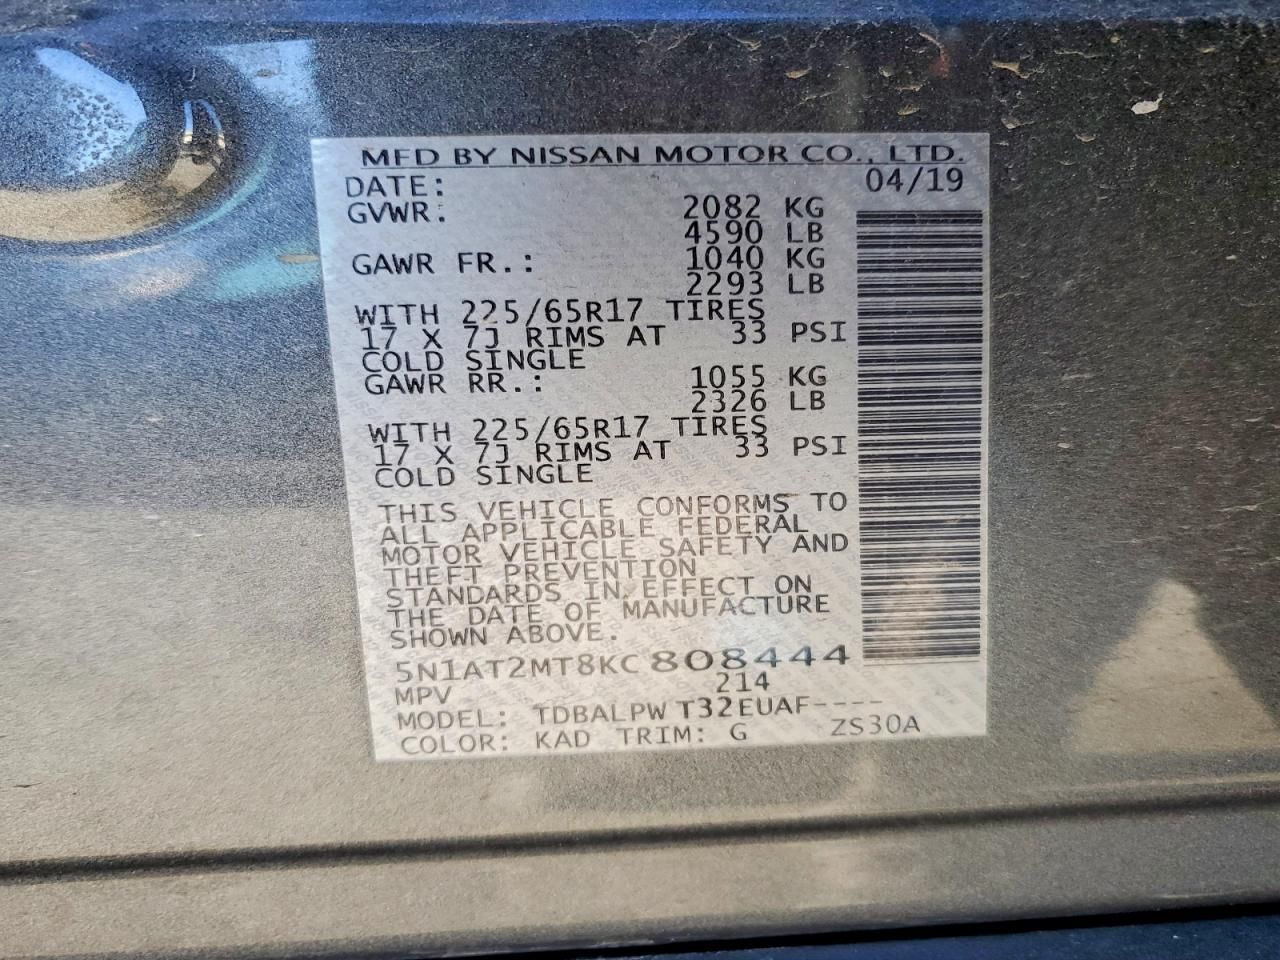 MFD BY NISSAN MOTOR CO., LTD.
DATE: 04/19
GVWR: 2082 KG
4590 LB
GAWR FR.: 1040 KG
2293 LB
WITH 225/65R17 TIRES
17 X 7J RIMS AT 33 PSI
COLD SINGLE
GAWR RR.: 1055 KG
2326 LB
WITH 225/65R17 TIRES
17 X 7J RIMS AT 33 PSI
COLD SINGLE
THIS VEHICLE CONFORMS TO
ALL APPLICABLE FEDERAL
MOTOR VEHICLE SAFETY AND
THEFT PREVENTION
STANDARDS IN EFFECT ON
THE DATE OF MANUFACTURE
SHOWN ABOVE.
5N1AT2MT8KC808444
MPV 214
MODEL: TDBALPW T32EUAF----
COLOR: KAD TRIM: G ZS30A